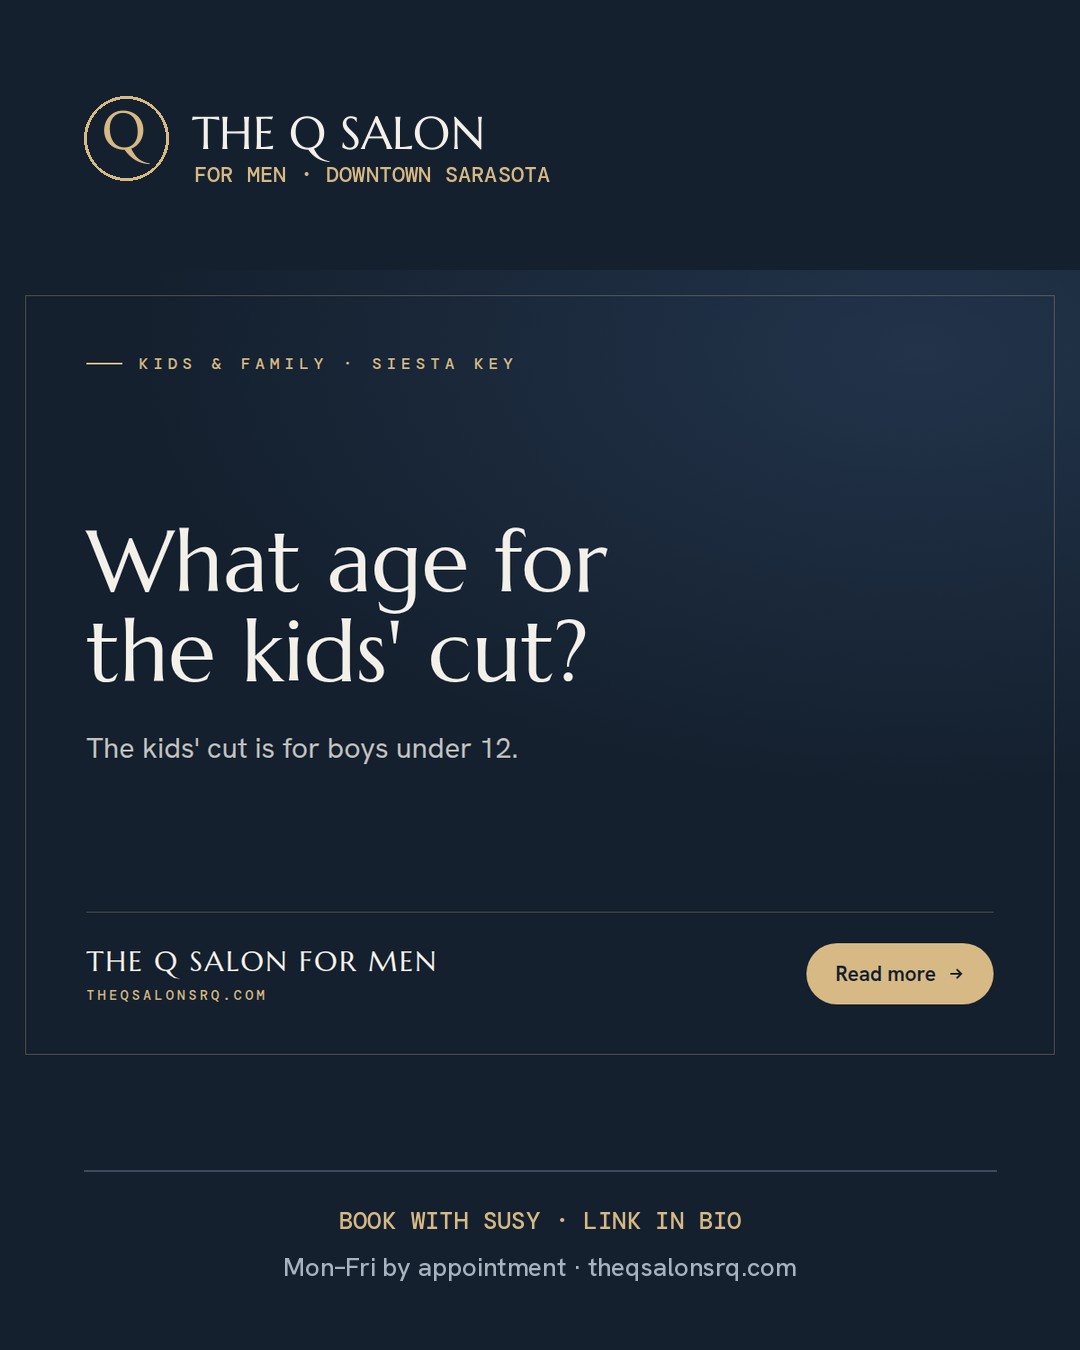 Q
THE Q SALON
FOR MEN · DOWNTOWN SARASOTA
KIDS & FAMILY · SIESTA KEY
What age for
the kids' cut?
The kids' cut is for boys under 12.
THE Q SALON FOR MEN
THEQSALONSRQ.COM
Read more →
BOOK WITH SUSY · LINK IN BIO
Mon–Fri by appointment · theqsalonsrq.com